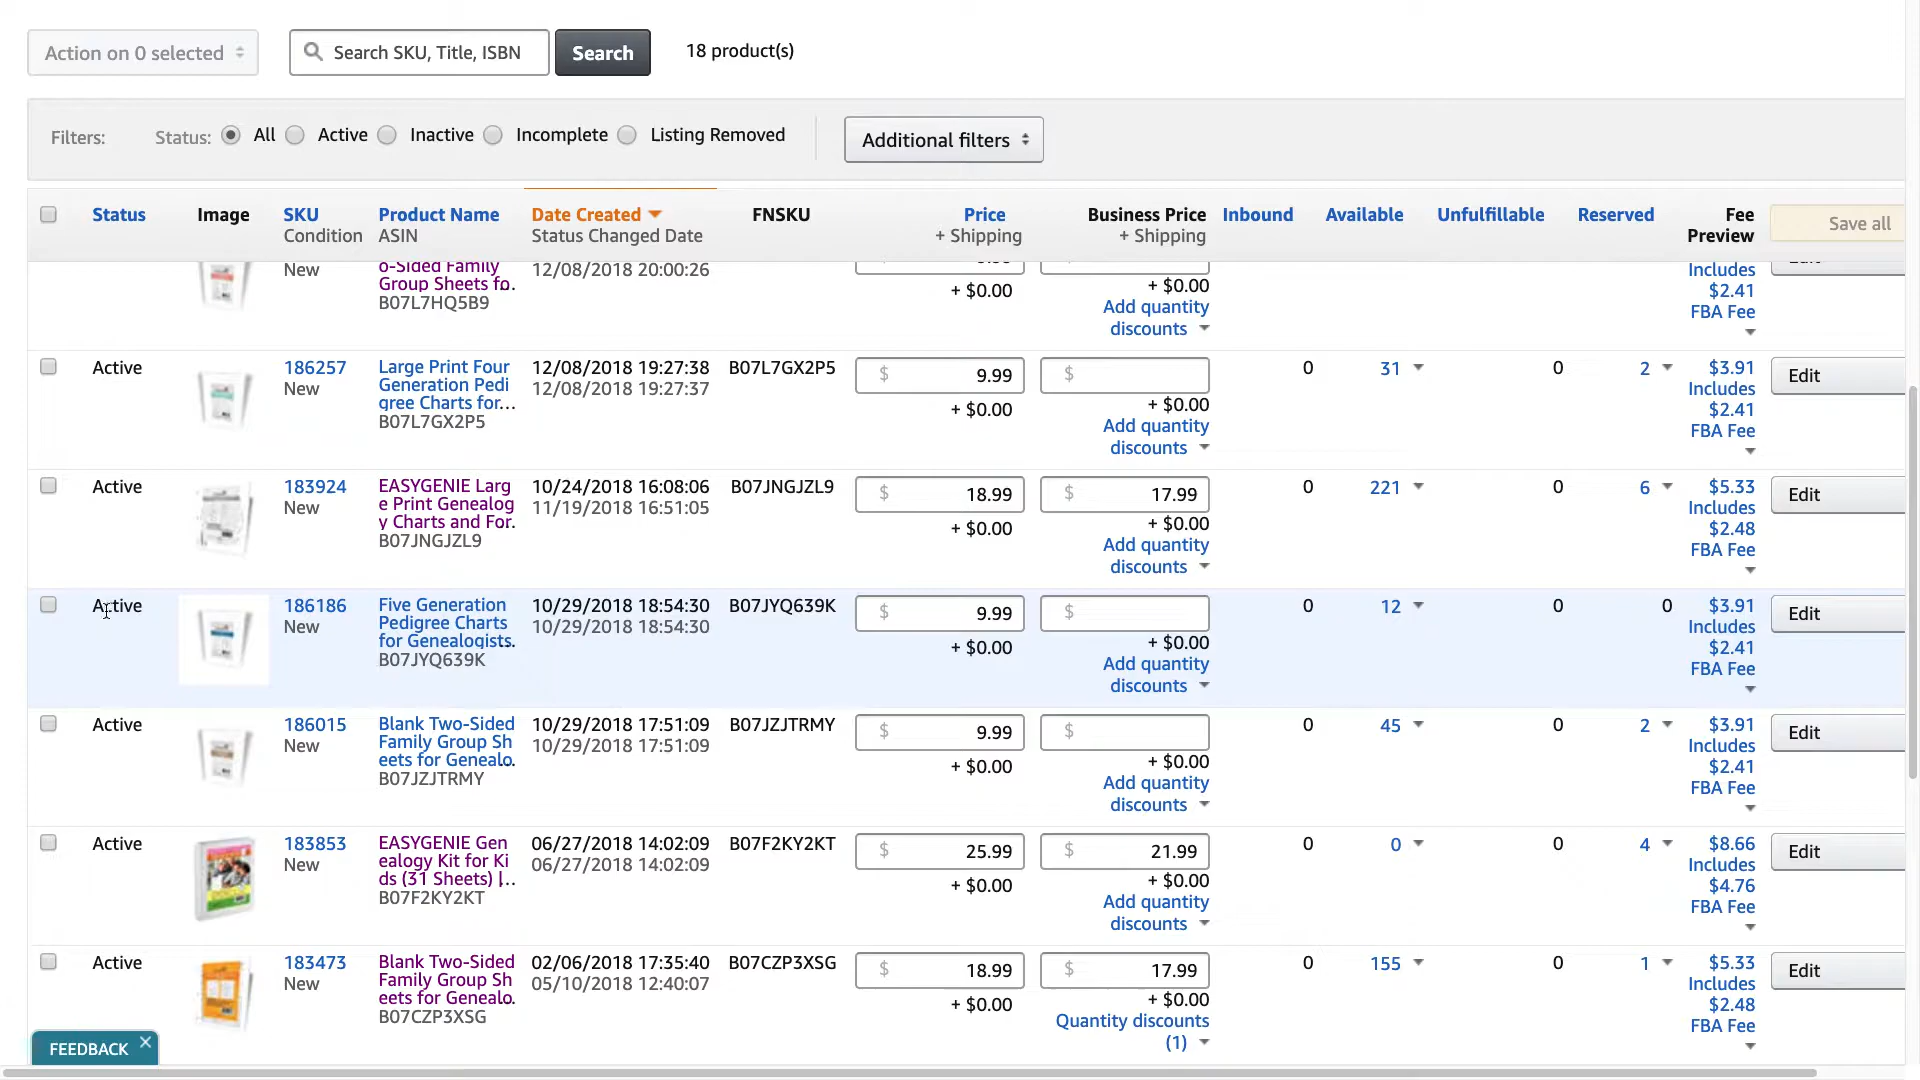 Action on 0 selected
Search SKU, Title, ISBN
Search
18 product(s)
Filters:
Status:
All
Active
Inactive
Incomplete
Listing Removed
Additional filters
Status
Image
SKU
Condition
Product Name
ASIN
Date Created
Status Changed Date
FNSKU
Price
+ Shipping
Business Price
+ Shipping
Inbound
Available
Unfulfillable
Reserved
Fee
Preview
Save all
New
o-Sided Family
Group Sheets fo.
B07L7HQ5B9
12/08/2018 20:00:26
+ $0.00
+ $0.00
Add quantity
discounts
Includes
$2.41
FBA Fee
Active
186257
New
Large Print Four
Generation Pedi
gree Charts for...
B07L7GX2P5
12/08/2018 19:27:38
12/08/2018 19:27:37
B07L7GX2P5
$ 9.99
+ $0.00
$
+ $0.00
Add quantity
discounts
0
31
0
2
$3.91
Includes
$2.41
FBA Fee
Edit
Active
183924
New
EASYGENIE Larg
e Print Genealog
y Charts and For.
B07JNGJZL9
10/24/2018 16:08:06
11/19/2018 16:51:05
B07JNGJZL9
$ 18.99
+ $0.00
$ 17.99
+ $0.00
Add quantity
discounts
0
221
0
6
$5.33
Includes
$2.48
FBA Fee
Edit
Active
186186
New
Five Generation
Pedigree Charts
for Genealogists..
B07JYQ639K
10/29/2018 18:54:30
10/29/2018 18:54:30
B07JYQ639K
$ 9.99
+ $0.00
$
+ $0.00
Add quantity
discounts
0
12
0
0
$3.91
Includes
$2.41
FBA Fee
Edit
Active
186015
New
Blank Two-Sided
Family Group Sh
eets for Genealo.
B07JZJTRMY
10/29/2018 17:51:09
10/29/2018 17:51:09
B07JZJTRMY
$ 9.99
+ $0.00
$
+ $0.00
Add quantity
discounts
0
45
0
2
$3.91
Includes
$2.41
FBA Fee
Edit
Active
183853
New
EASYGENIE Gen
ealogy Kit for Ki
ds (31 Sheets) |..
B07F2KY2KT
06/27/2018 14:02:09
06/27/2018 14:02:09
B07F2KY2KT
$ 25.99
+ $0.00
$ 21.99
+ $0.00
Add quantity
discounts
0
0
0
4
$8.66
Includes
$4.76
FBA Fee
Edit
Active
183473
New
Blank Two-Sided
Family Group Sh
eets for Genealo.
B07CZP3XSG
02/06/2018 17:35:40
05/10/2018 12:40:07
B07CZP3XSG
$ 18.99
+ $0.00
$ 17.99
+ $0.00
Quantity discounts
(1)
0
155
0
1
$5.33
Includes
$2.48
FBA Fee
Edit
FEEDBACK